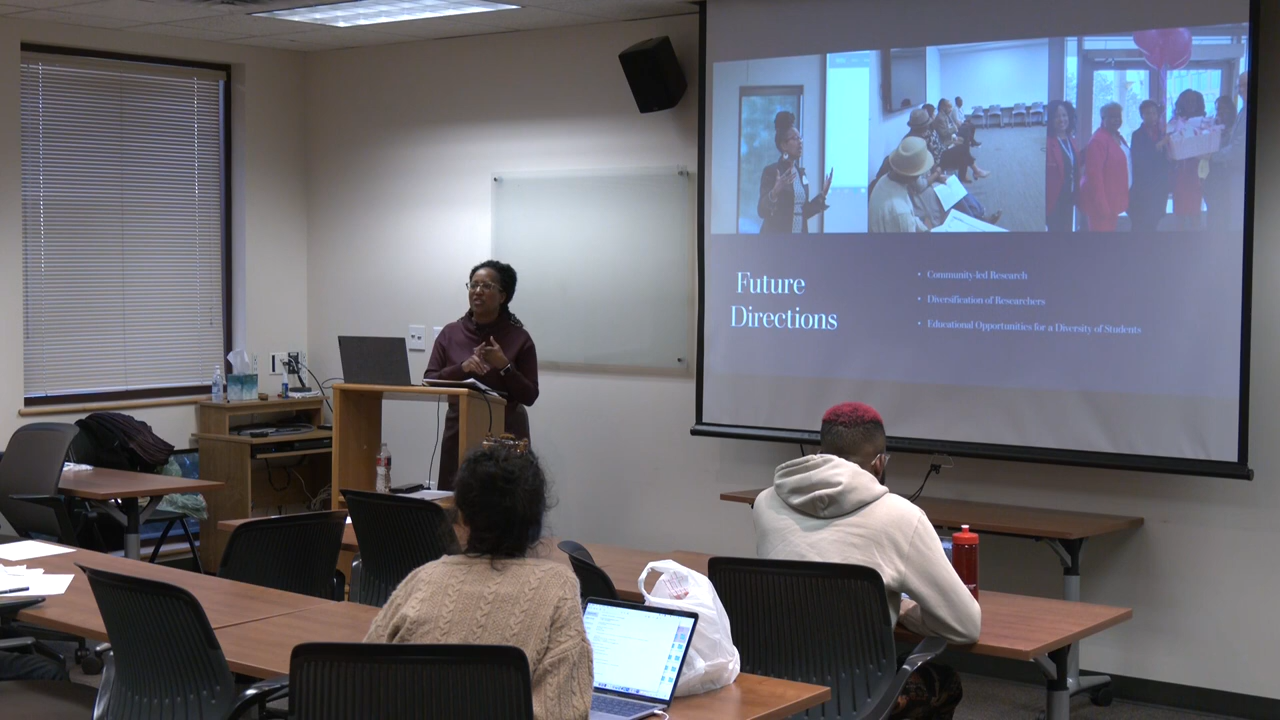 Future
Directions
• Community-led Research
• Diversification of Researchers
• Educational Opportunities for a Diversity of Students